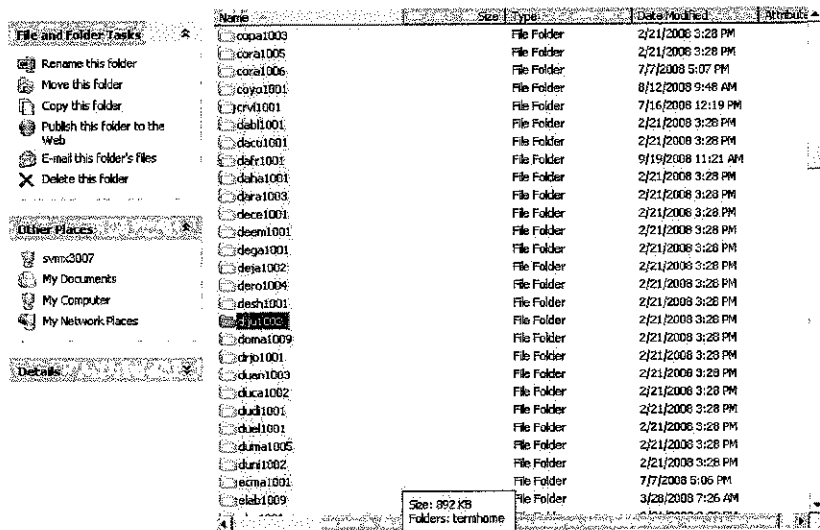 File and Folder Tasks
Rename this folder
Move this folder
Copy this folder
Publish this folder to the
Web
E-mail this folder's files
Delete this folder
Other Places
svmx3007
My Documents
My Computer
My Network Places
Details
Name Size Type Date Modified Attribute
copa1003 File Folder 2/21/2008 3:28 PM
cora1005 File Folder 2/21/2008 3:28 PM
cora1006 File Folder 7/7/2008 5:07 PM
coyo1001 File Folder 8/12/2008 9:48 AM
crvl1001 File Folder 7/16/2008 12:19 PM
dabl1001 File Folder 2/21/2008 3:28 PM
dacu1001 File Folder 2/21/2008 3:28 PM
dafr1001 File Folder 9/19/2008 11:21 AM
daha1001 File Folder 2/21/2008 3:28 PM
dara1003 File Folder 2/21/2008 3:28 PM
dece1001 File Folder 2/21/2008 3:28 PM
deem1001 File Folder 2/21/2008 3:28 PM
dega1001 File Folder 2/21/2008 3:28 PM
deja1002 File Folder 2/21/2008 3:28 PM
dero1004 File Folder 2/21/2008 3:28 PM
desh1001 File Folder 2/21/2008 3:28 PM
File Folder 2/21/2008 3:28 PM
doma1009 File Folder 2/21/2008 3:28 PM
drjo1001 File Folder 2/21/2008 3:28 PM
duan1003 File Folder 2/21/2008 3:28 PM
duca1002 File Folder 2/21/2008 3:28 PM
dudi1001 File Folder 2/21/2008 3:28 PM
duel1001 File Folder 2/21/2008 3:28 PM
duma1005 File Folder 2/21/2008 3:28 PM
duni1002 File Folder 2/21/2008 3:28 PM
ecma1001 File Folder 7/7/2008 5:06 PM
elab1009 File Folder 3/28/2008 7:26 AM
Size: 892 KB
Folders: termhome